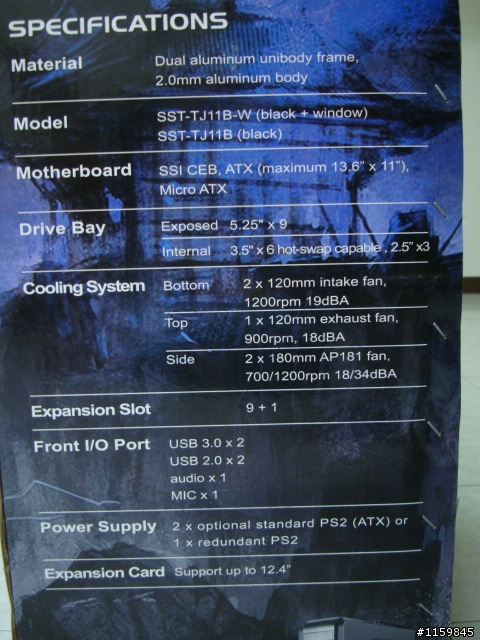 SPECIFICATIONS
Material Dual aluminum unibody frame,
2.0mm aluminum body
Model SST-TJ11B-W (black + window)
SST-TJ11B (black)
Motherboard SSI CEB, ATX (maximum 13.6" x 11"),
Micro ATX
Drive Bay Exposed 5.25" x 9
Internal 3.5" x 6 hot-swap capable , 2.5" x3
Cooling System Bottom 2 x 120mm intake fan,
1200rpm 19dBA
Top 1 x 120mm exhaust fan,
900rpm, 18dBA
Side 2 x 180mm AP181 fan,
700/1200rpm 18/34dBA
Expansion Slot 9 + 1
Front I/O Port USB 3.0 x 2
USB 2.0 x 2
audio x 1
MIC x 1
Power Supply 2 x optional standard PS2 (ATX) or
1 x redundant PS2
Expansion Card Support up to 12.4"
#1159845